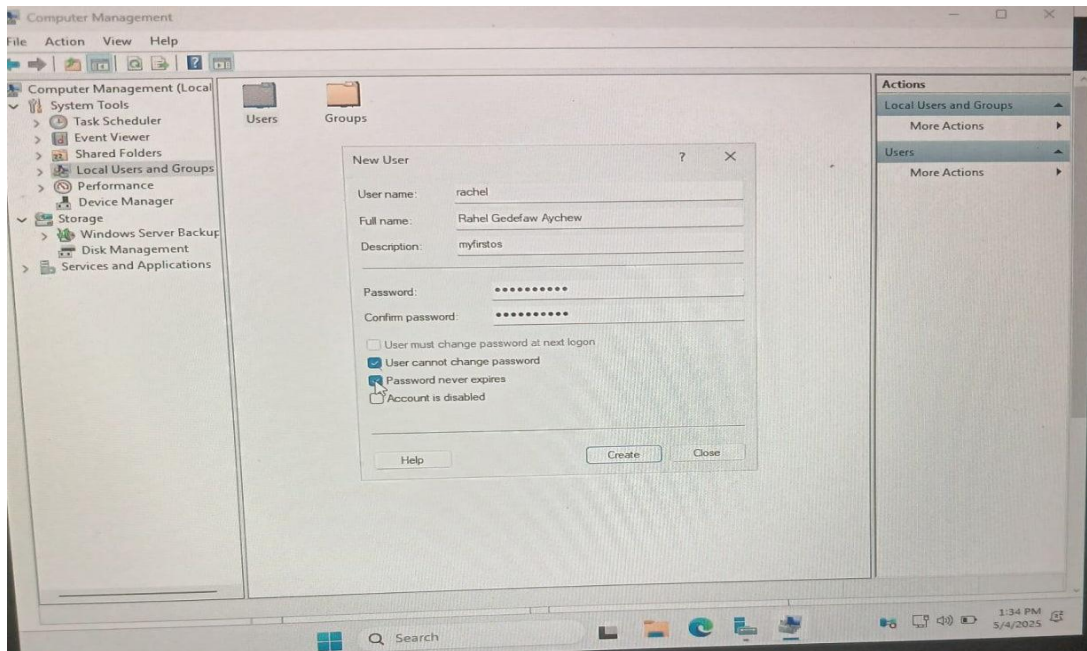 Computer Management
File Action View Help
Computer Management (Local
System Tools
Task Scheduler
Event Viewer
Shared Folders
Local Users and Groups
Performance
Device Manager
Storage
Windows Server Backup
Disk Management
Services and Applications
Users
Groups
New User
?
User name: rachel
Full name: Rahel Gedefaw Aychew
Description: myfirstos
Password: ••••••••••
Confirm password: ••••••••••
User must change password at next logon
User cannot change password
Password never expires
Account is disabled
Help
Create
Close
Actions
Local Users and Groups
More Actions
Users
More Actions
Search
1:34 PM
5/4/2025